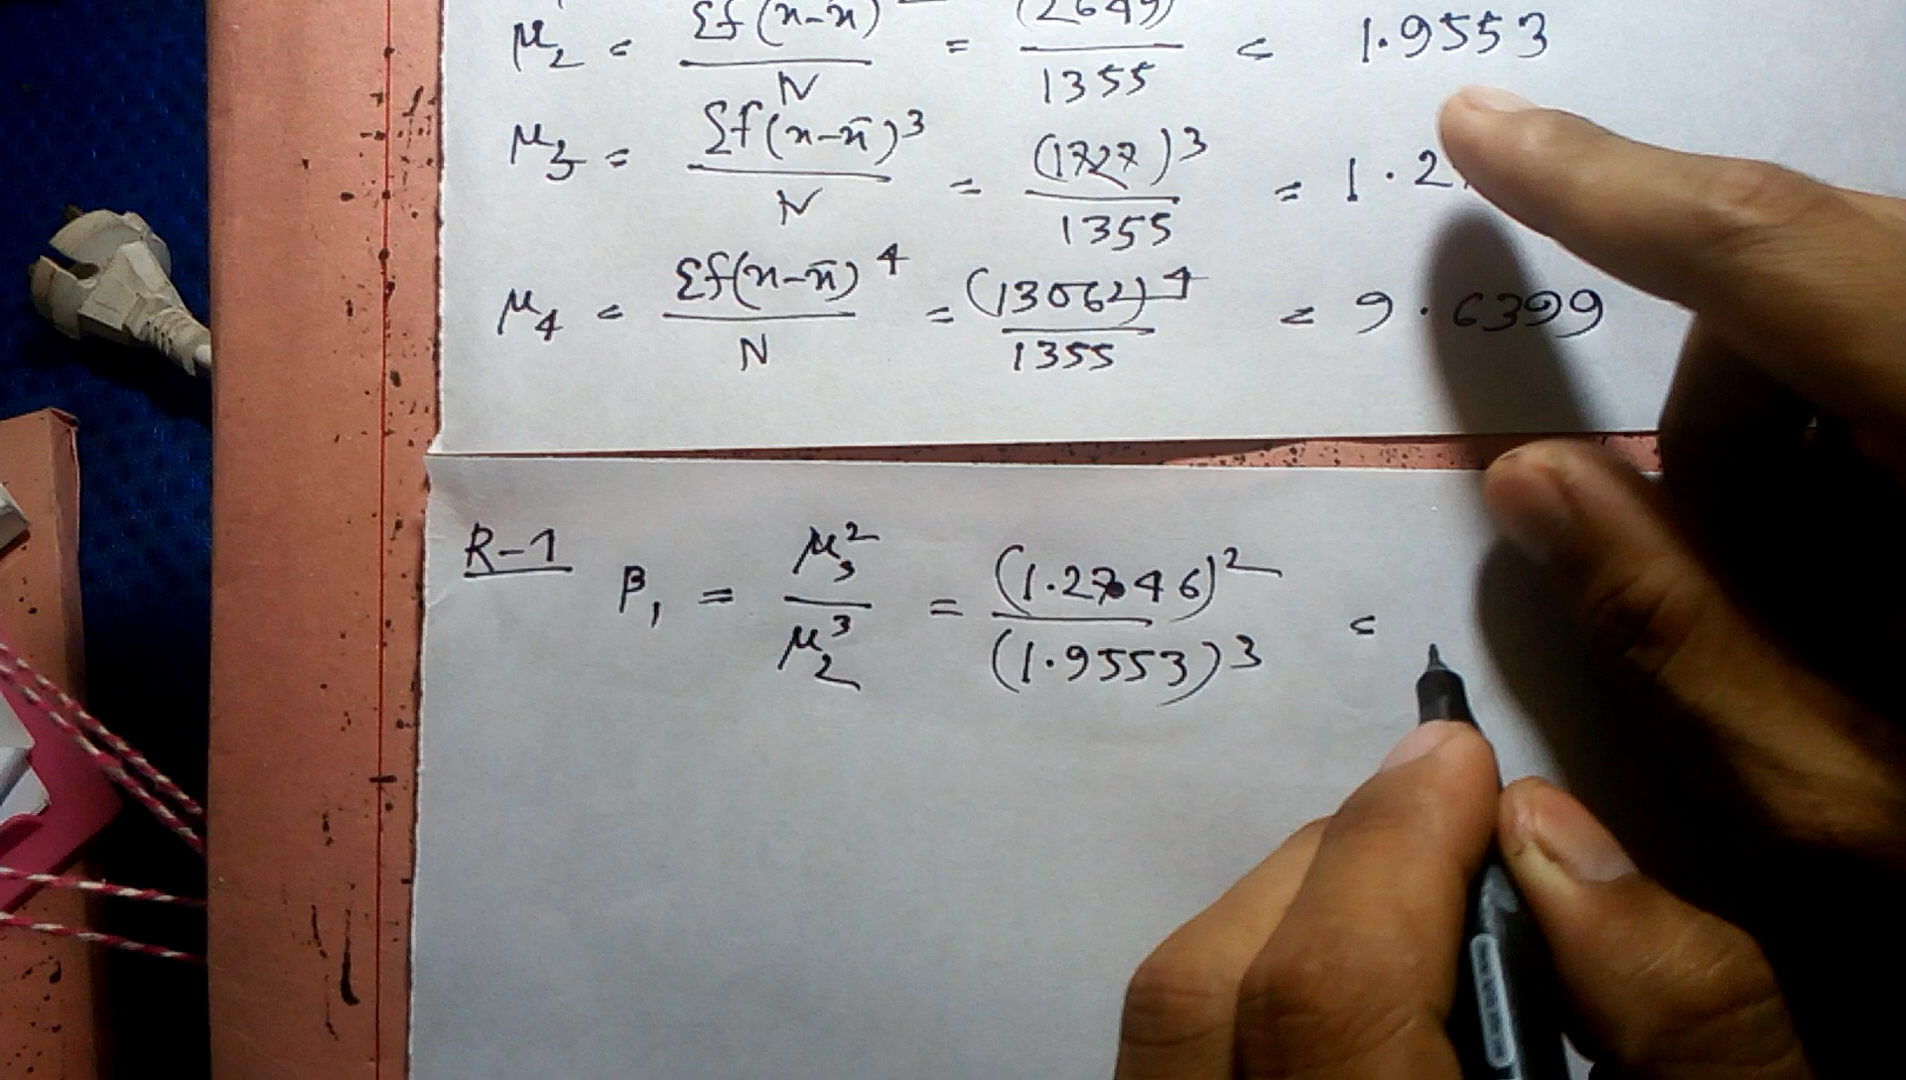 μ₂ = Σf(x-x̄)² / N = (2649) / 1355 = 1.9553
μ₃ = Σf(x-x̄)³ / N = (1727)³ / 1355 = 1.2
μ₄ = Σf(x-x̄)⁴ / N = (13062)⁴ / 1355 = 9.6399
R-1 β₁ = μ₃² / μ₂³ = (1.2746)² / (1.9553)³ =